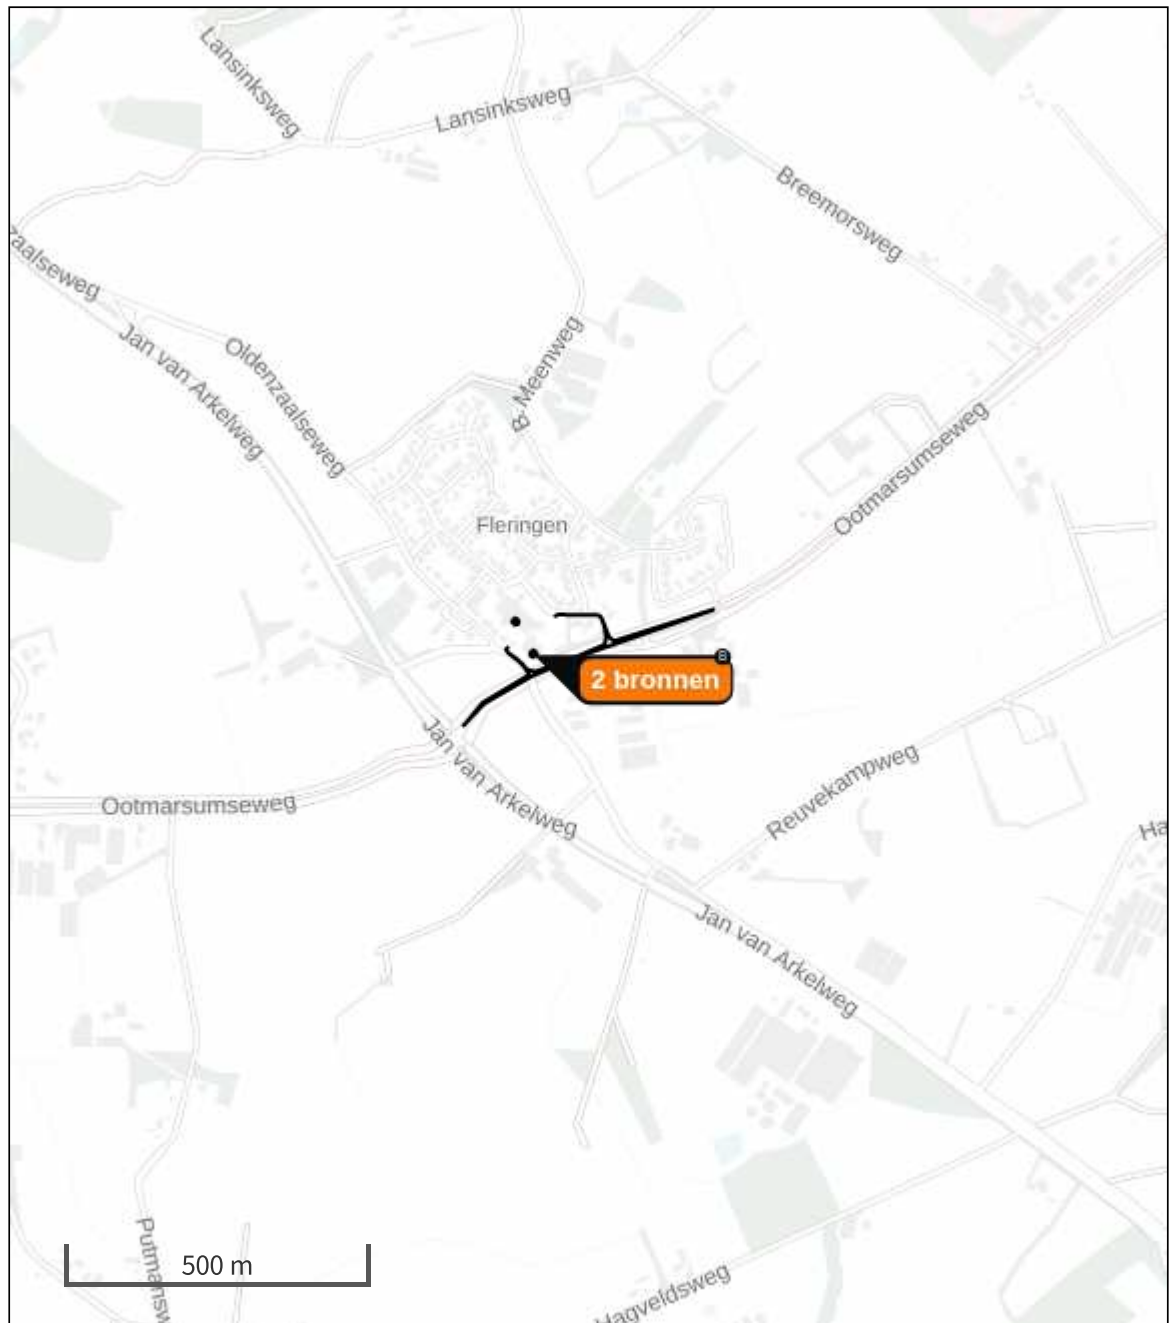 Lansinksweg
Lansinksweg
Breemorsweg
zaalseweg
Jan van Arkelweg
Oldenzaalseweg
Meenweg
Ootmarsumseweg
Fleringen
2 bronnen
Jan van Arkelweg
Ootmarsumseweg
Reuvekampweg
Ha
Jan van Arkelweg
Putmansw
500 m
Hagveldsweg